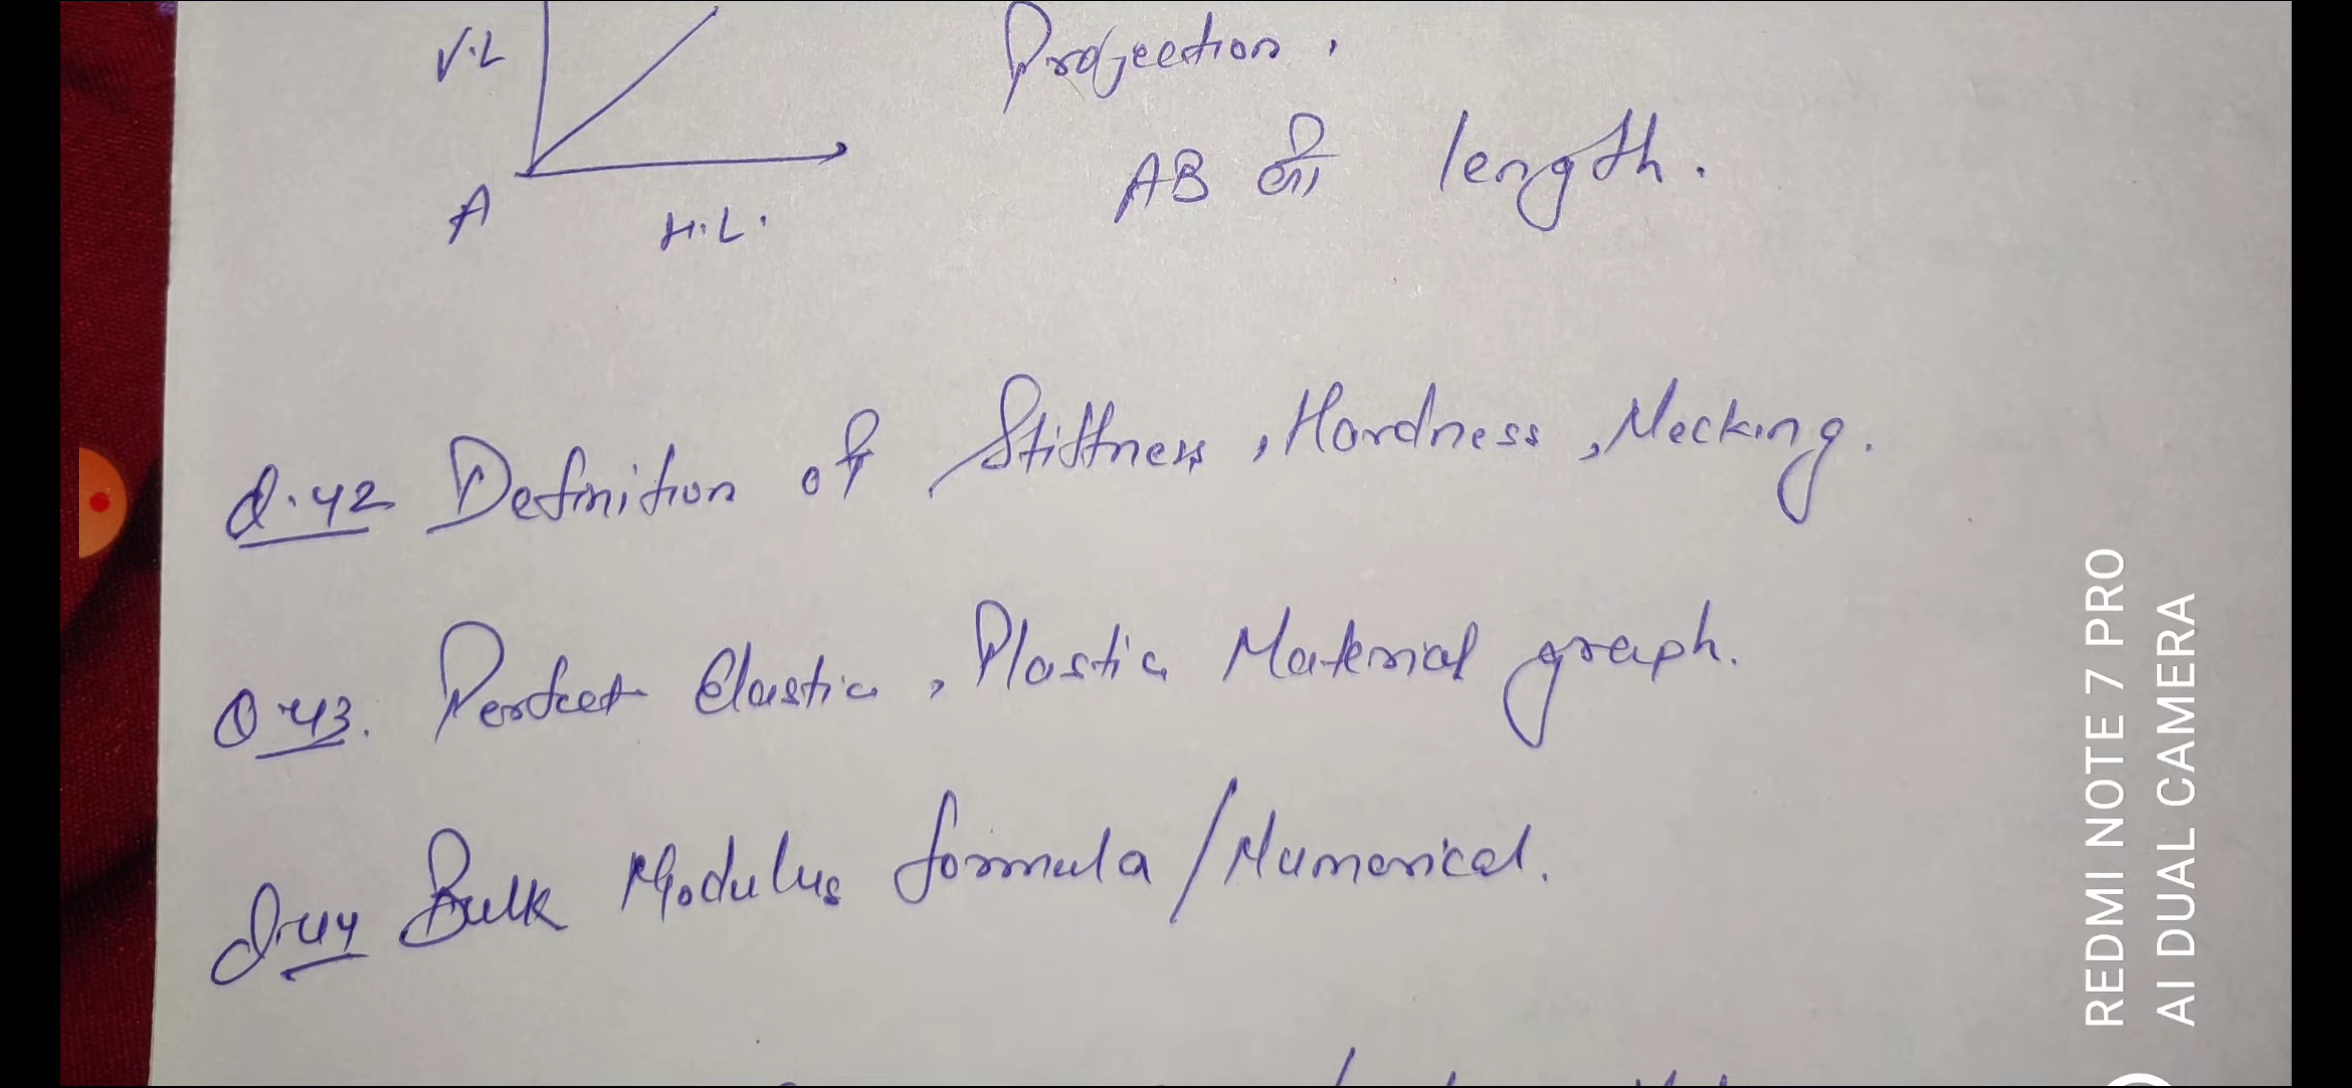 V.L
Projection.
AB की length.
A
H.L.
Q.42 Definition of Stiffness, Hardness, Necking.
Q 43. Perfect Elastic, Plastic Material graph.
Q.44 Bulk Modulus formula/Numerical.
REDMI NOTE 7 PRO
AI DUAL CAMERA